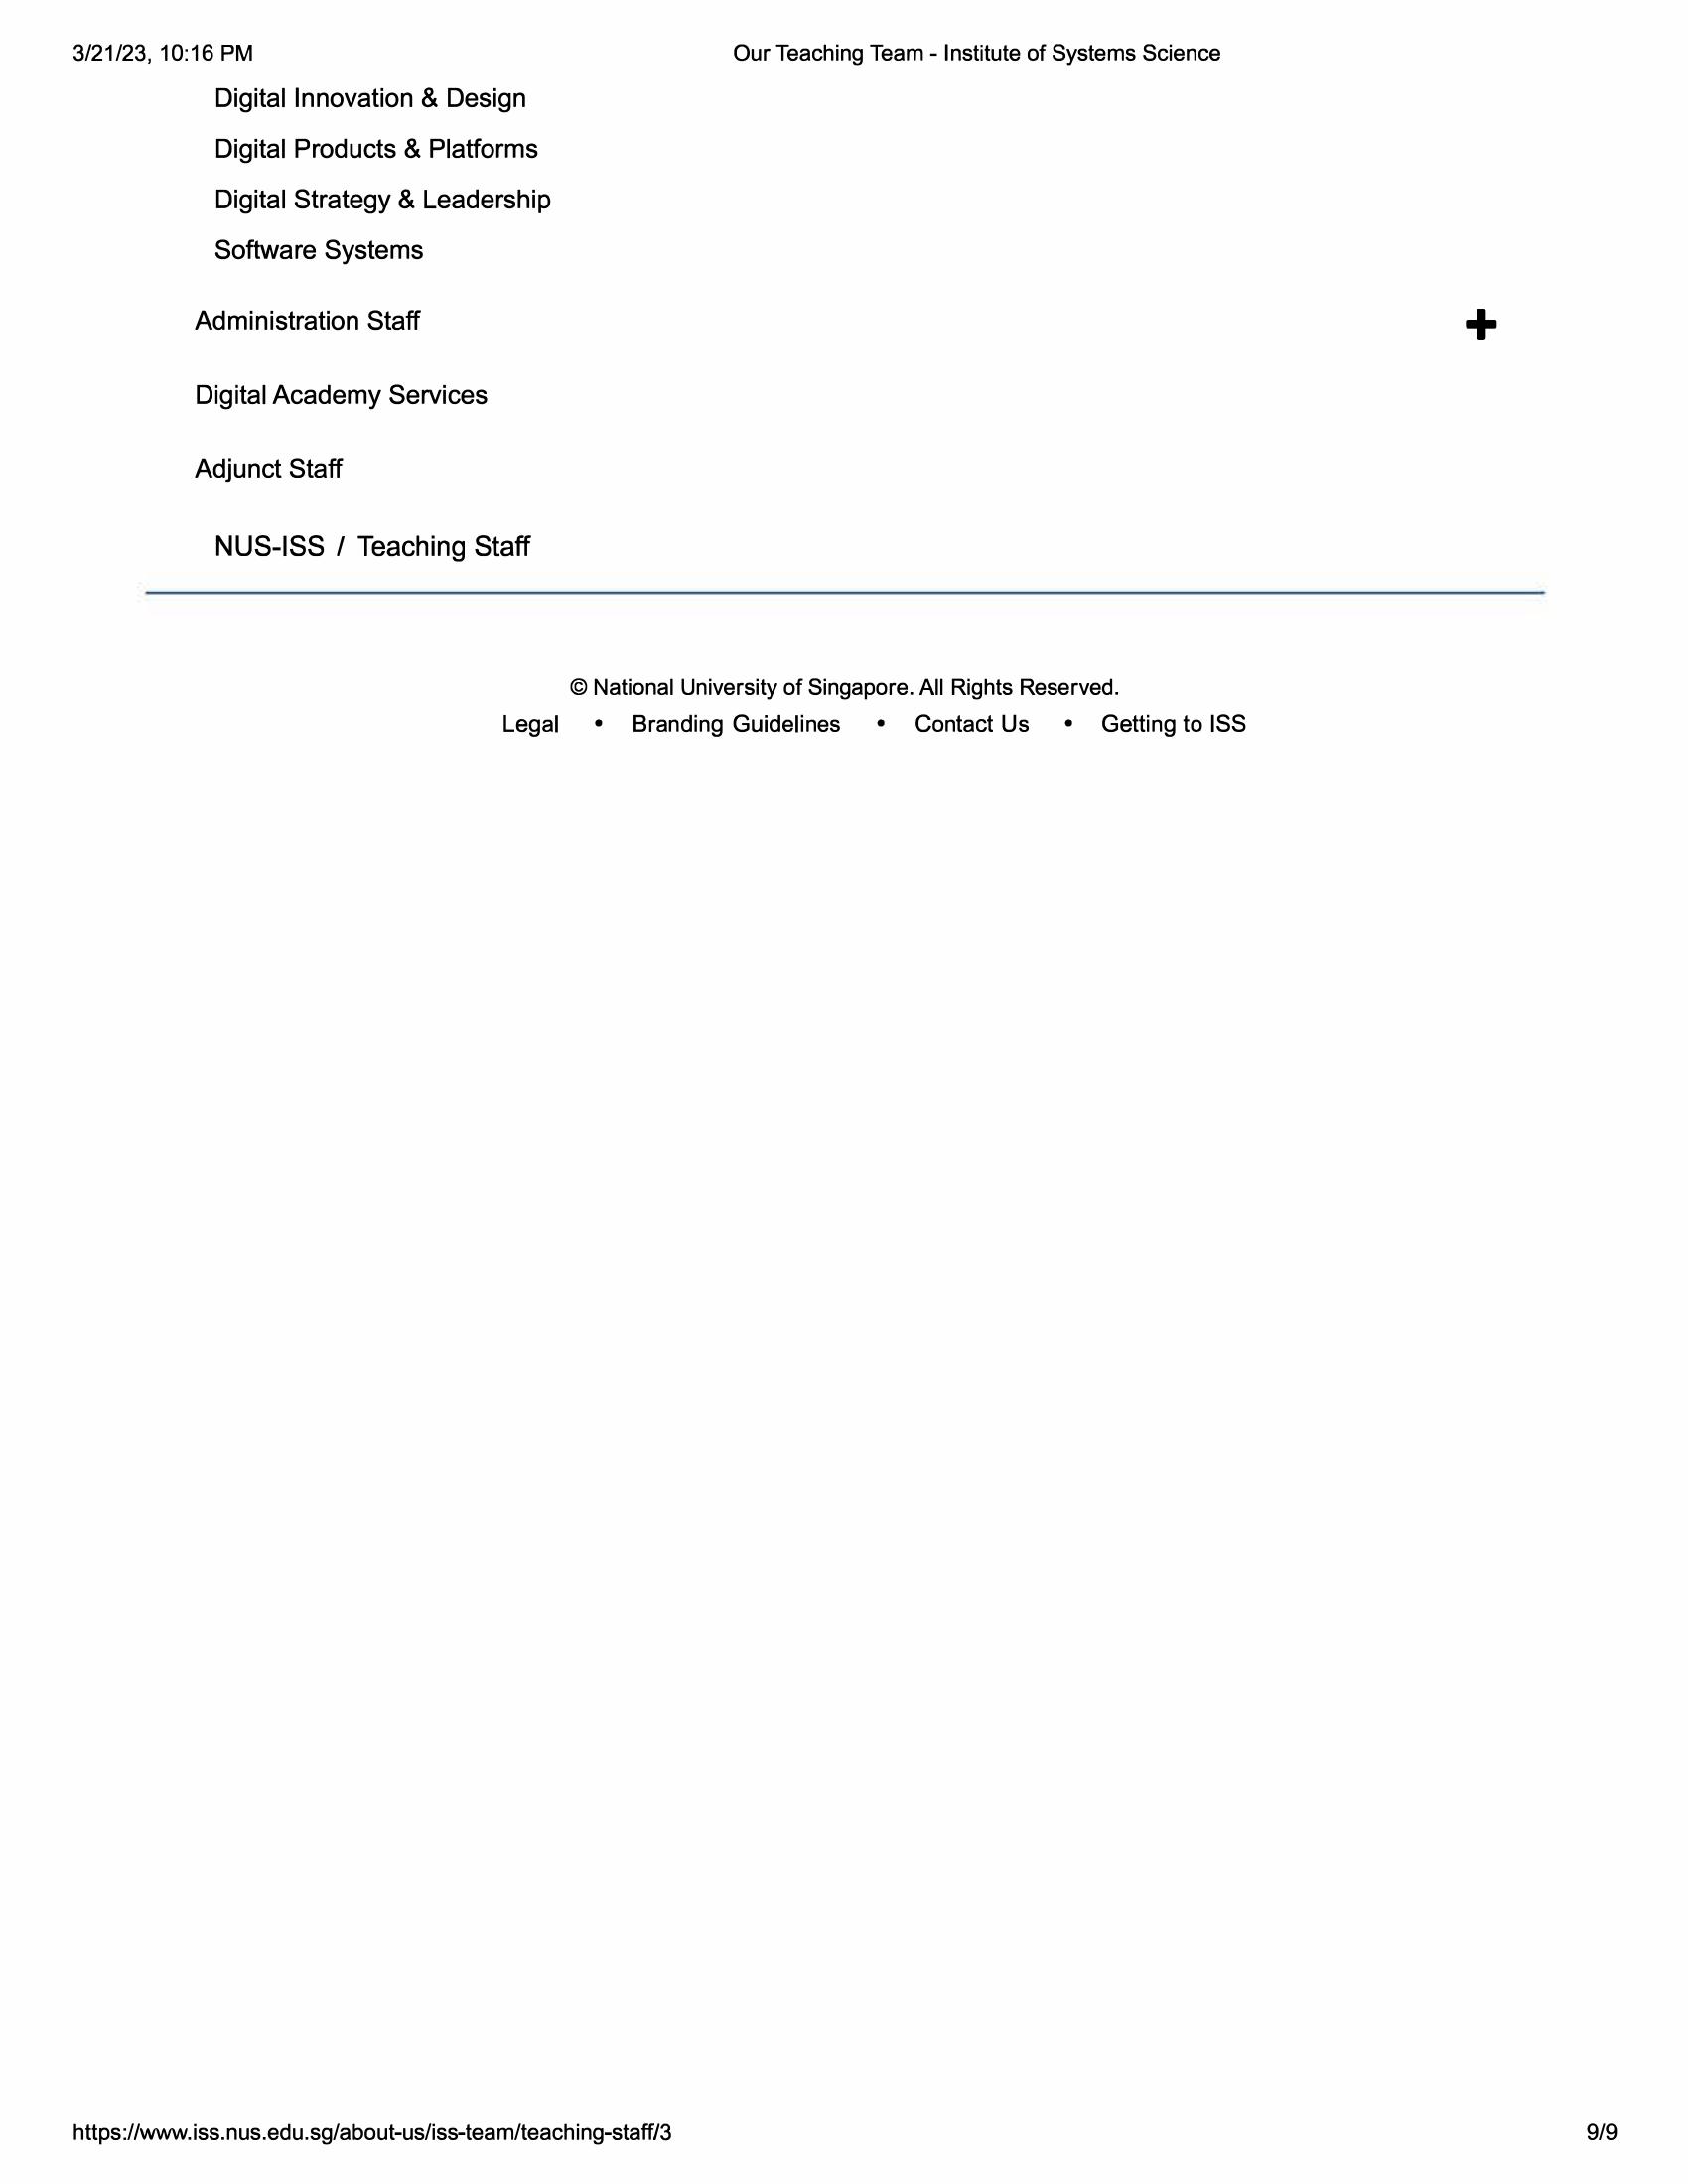 3/21/23, 10:16 PM Our Teaching Team - Institute of Systems Science
Digital Innovation & Design
Digital Products & Platforms
Digital Strategy & Leadership
Software Systems
Administration Staff
Digital Academy Services
Adjunct Staff
NUS-ISS / Teaching Staff
© National University of Singapore. All Rights Reserved.
Legal • Branding Guidelines • Contact Us • Getting to ISS
https://www.iss.nus.edu.sg/about-us/iss-team/teaching-staff/3 9/9